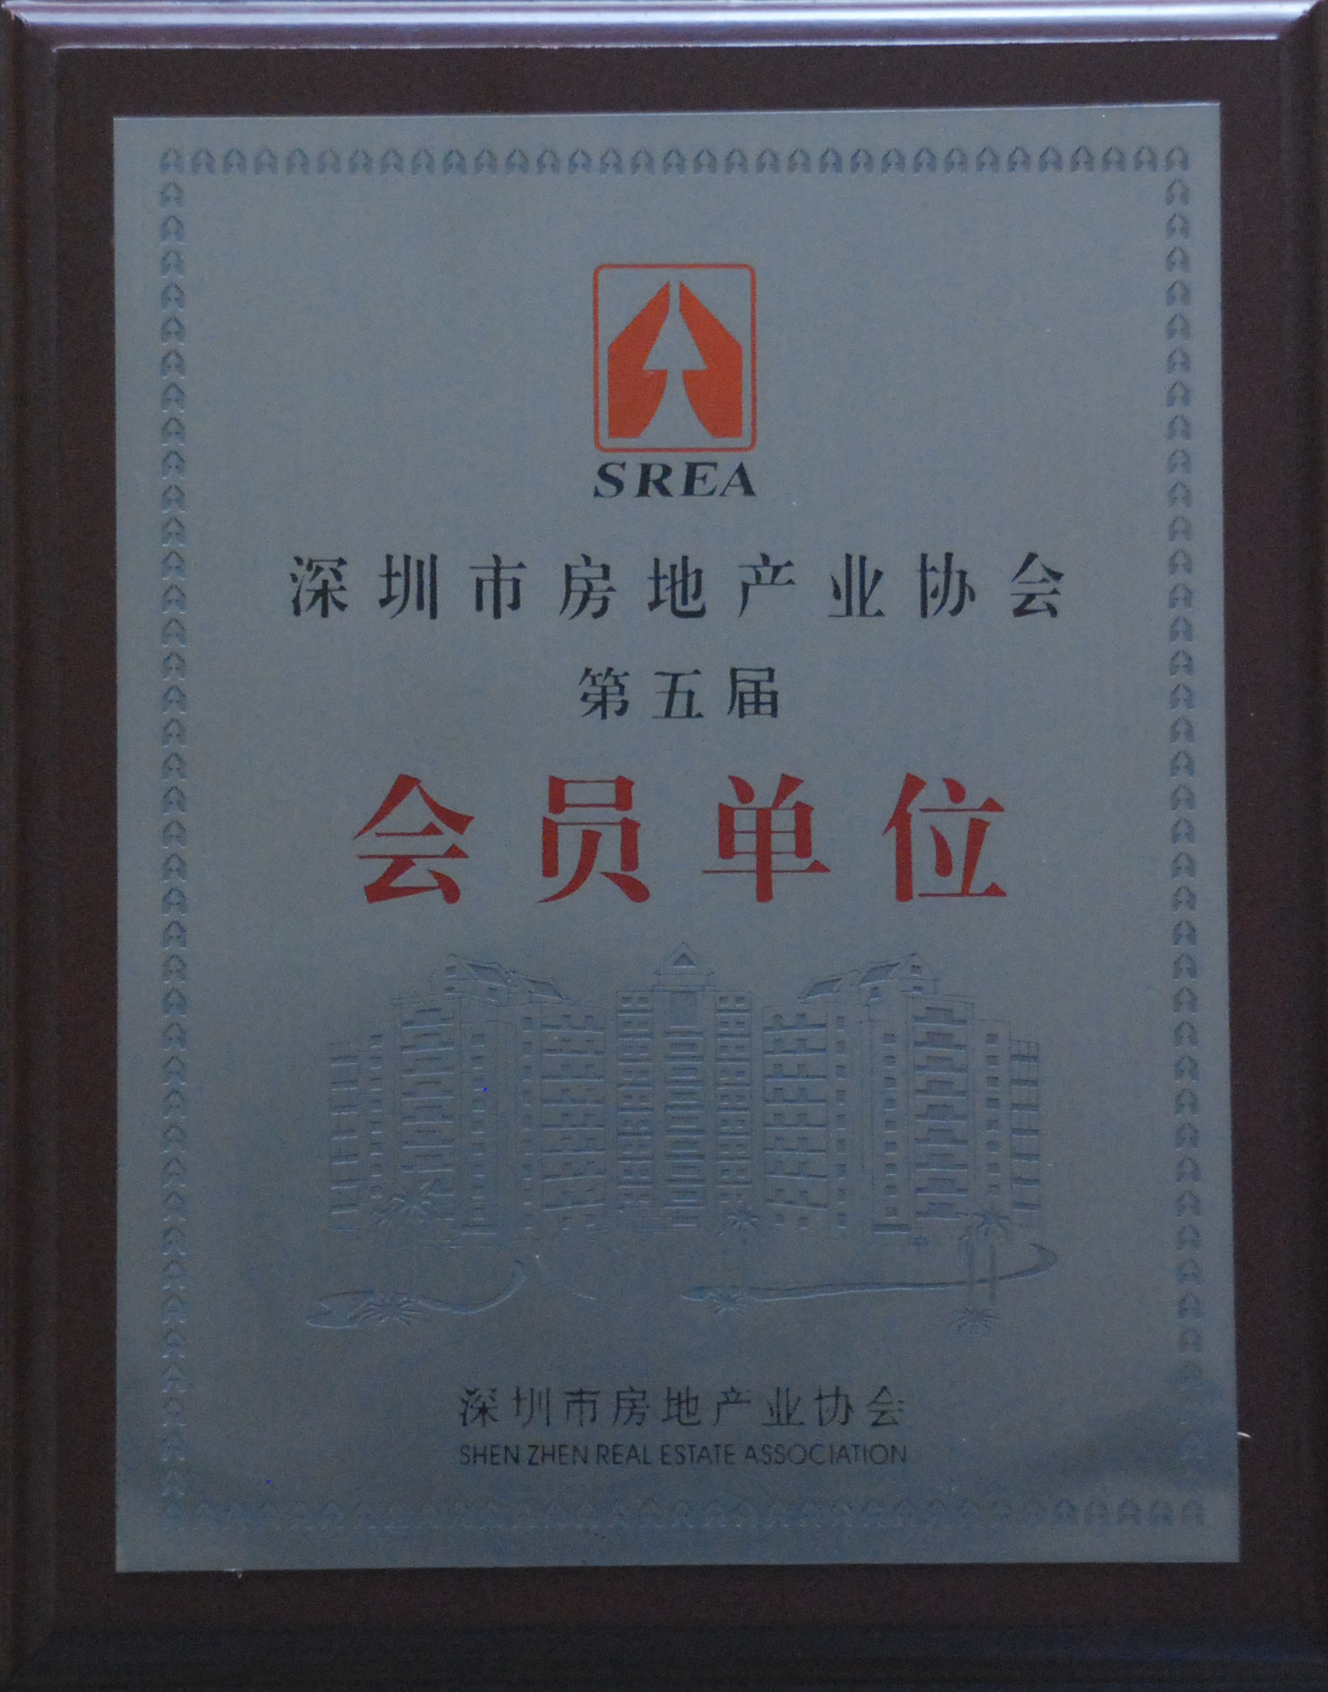 SREA
深圳市房地产业协会
第五届
会员单位
深圳市房地产业协会
SHEN ZHEN REAL ESTATE ASSOCIATION